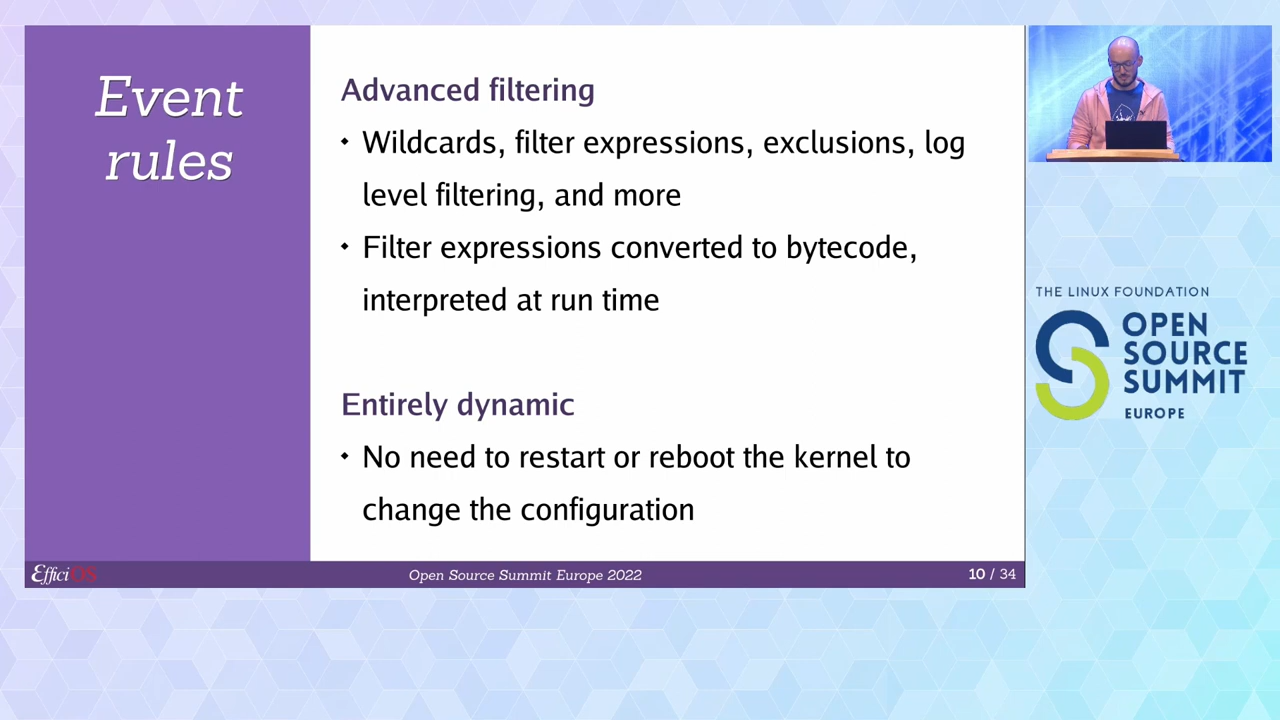 Event
rules
Advanced filtering
• Wildcards, filter expressions, exclusions, log
level filtering, and more
• Filter expressions converted to bytecode,
interpreted at run time
Entirely dynamic
• No need to restart or reboot the kernel to
change the configuration
EfficiOS
Open Source Summit Europe 2022
10 / 34
THE LINUX FOUNDATION
OPEN
SOURCE
SUMMIT
EUROPE